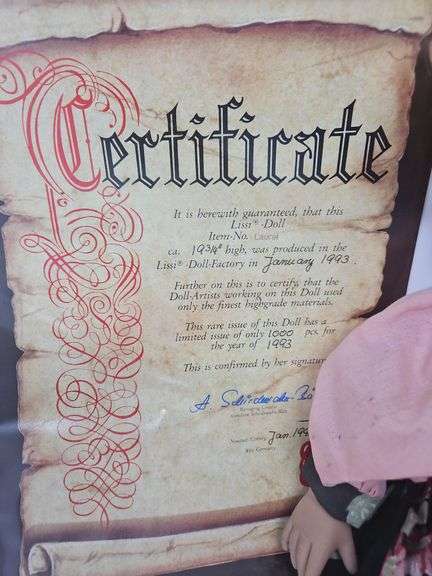 Certificate
It is herewith guaranteed, that this
Lissi® -Doll
Item-No.
ca. 19 3/4" high, was produced in the
Lissi® -Doll-Factory in January 1993.
Further on this is to certify, that the
Doll-Artists working on this Doll used
only the finest highgrade materials.
This rare issue of this Doll has a
limited issue of only 1000 pcs. for
the year of 1993
This is confirmed by her signature
A.
Jan.